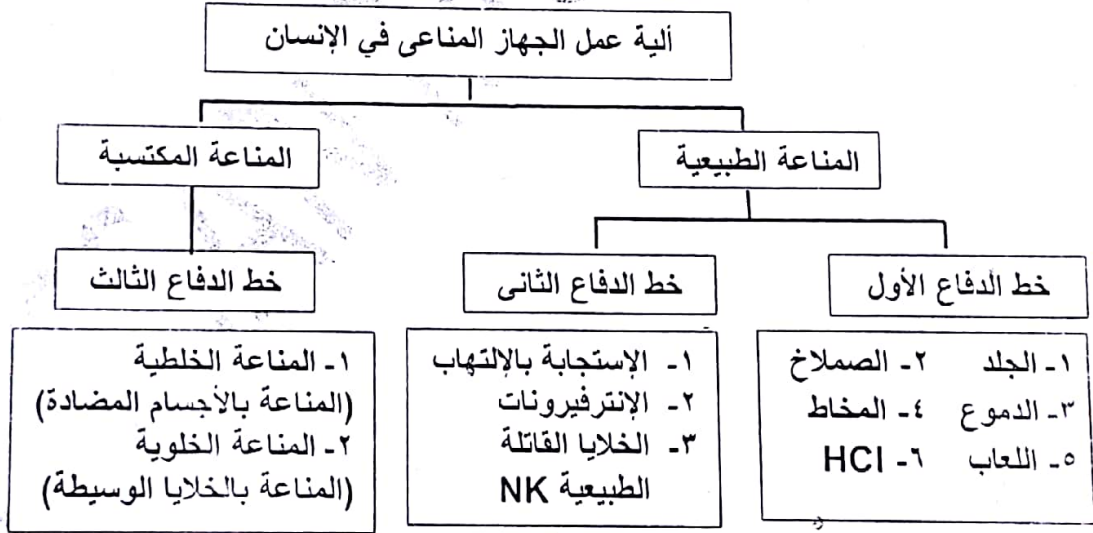 ألية عمل الجهاز المناعى في الإنسان
المناعة الطبيعية
المناعة المكتسبة
خط الدفاع الأول
خط الدفاع الثانى
خط الدفاع الثالث
١- الجلد ٢- الصملاخ
٣- الدموع ٤- المخاط
٥- اللعاب ٦- HCl
١- الإستجابة بالإلتهاب
٢- الإنترفيرونات
٣- الخلايا القاتلة
الطبيعية NK
١- المناعة الخلطية
(المناعة بالأجسام المضادة)
٢- المناعة الخلوية
(المناعة بالخلايا الوسيطة)